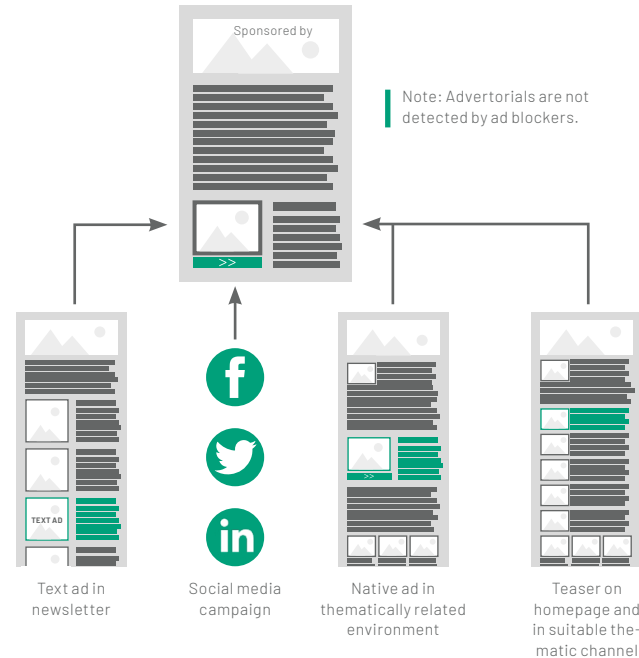 Sponsored by
Note: Advertorials are not
detected by ad blockers.
>>
>>
TEXT AD
Text ad in
newsletter
Social media
campaign
Native ad in
thematically related
environment
Teaser on
homepage and
in suitable the-
matic channel